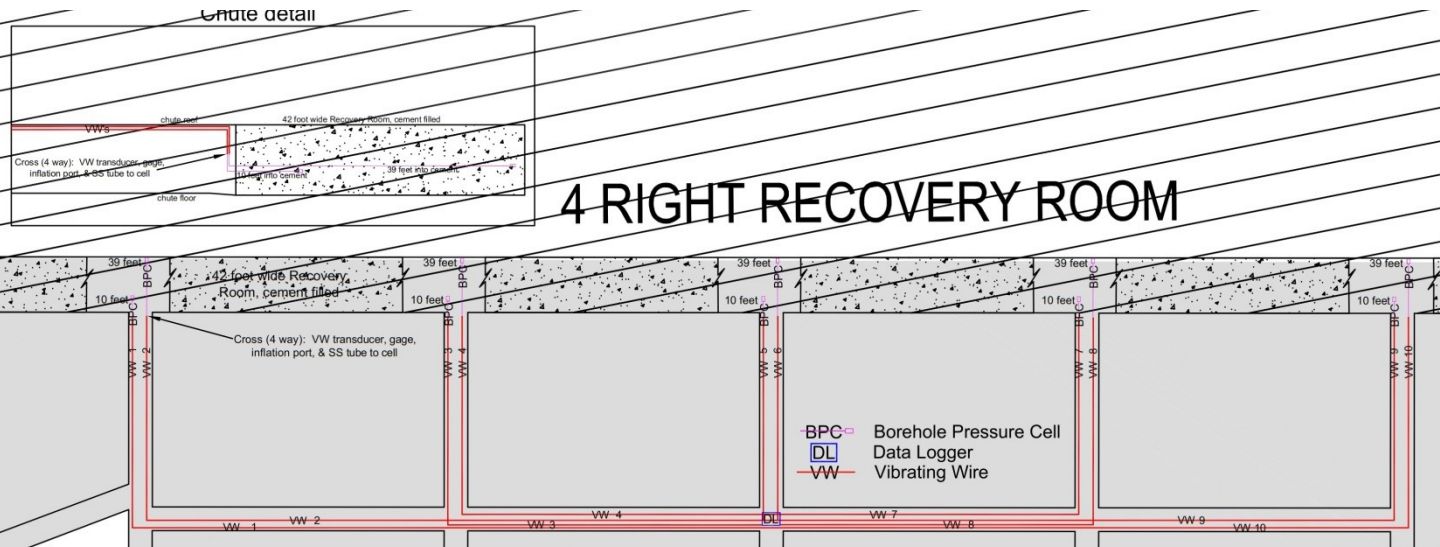 Chute detail
chute roof
42 foot wide Recovery Room, cement filled
VW's
Cross (4 way): VW transducer, gage,
inflation port, & SS tube to cell
10 feet into cement
39 feet into cement
chute floor
4 RIGHT RECOVERY ROOM
39 feet
BPC
42 foot wide Recovery
Room, cement filled
39 feet
BPC
39 feet
BPC
39 feet
BPC
39 feet
BPC
10 feet
BPC
10 feet
BPC
10 feet
BPC
10 feet
BPC
10 feet
BPC
Cross (4 way): VW transducer, gage,
inflation port, & SS tube to cell
VW 1
VW 2
VW 3
VW 4
VW 5
VW 6
VW 7
VW 8
VW 9
VW 10
BPC Borehole Pressure Cell
DL Data Logger
VW Vibrating Wire
VW 1
VW 2
VW 3
VW 4
DL
VW 7
VW 8
VW 9
VW 10